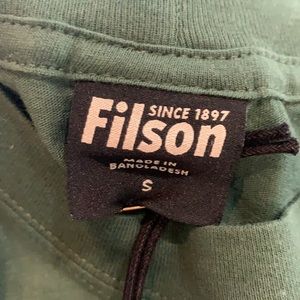 SINCE 1897
Filson
MADE IN
BANGLADESH
S